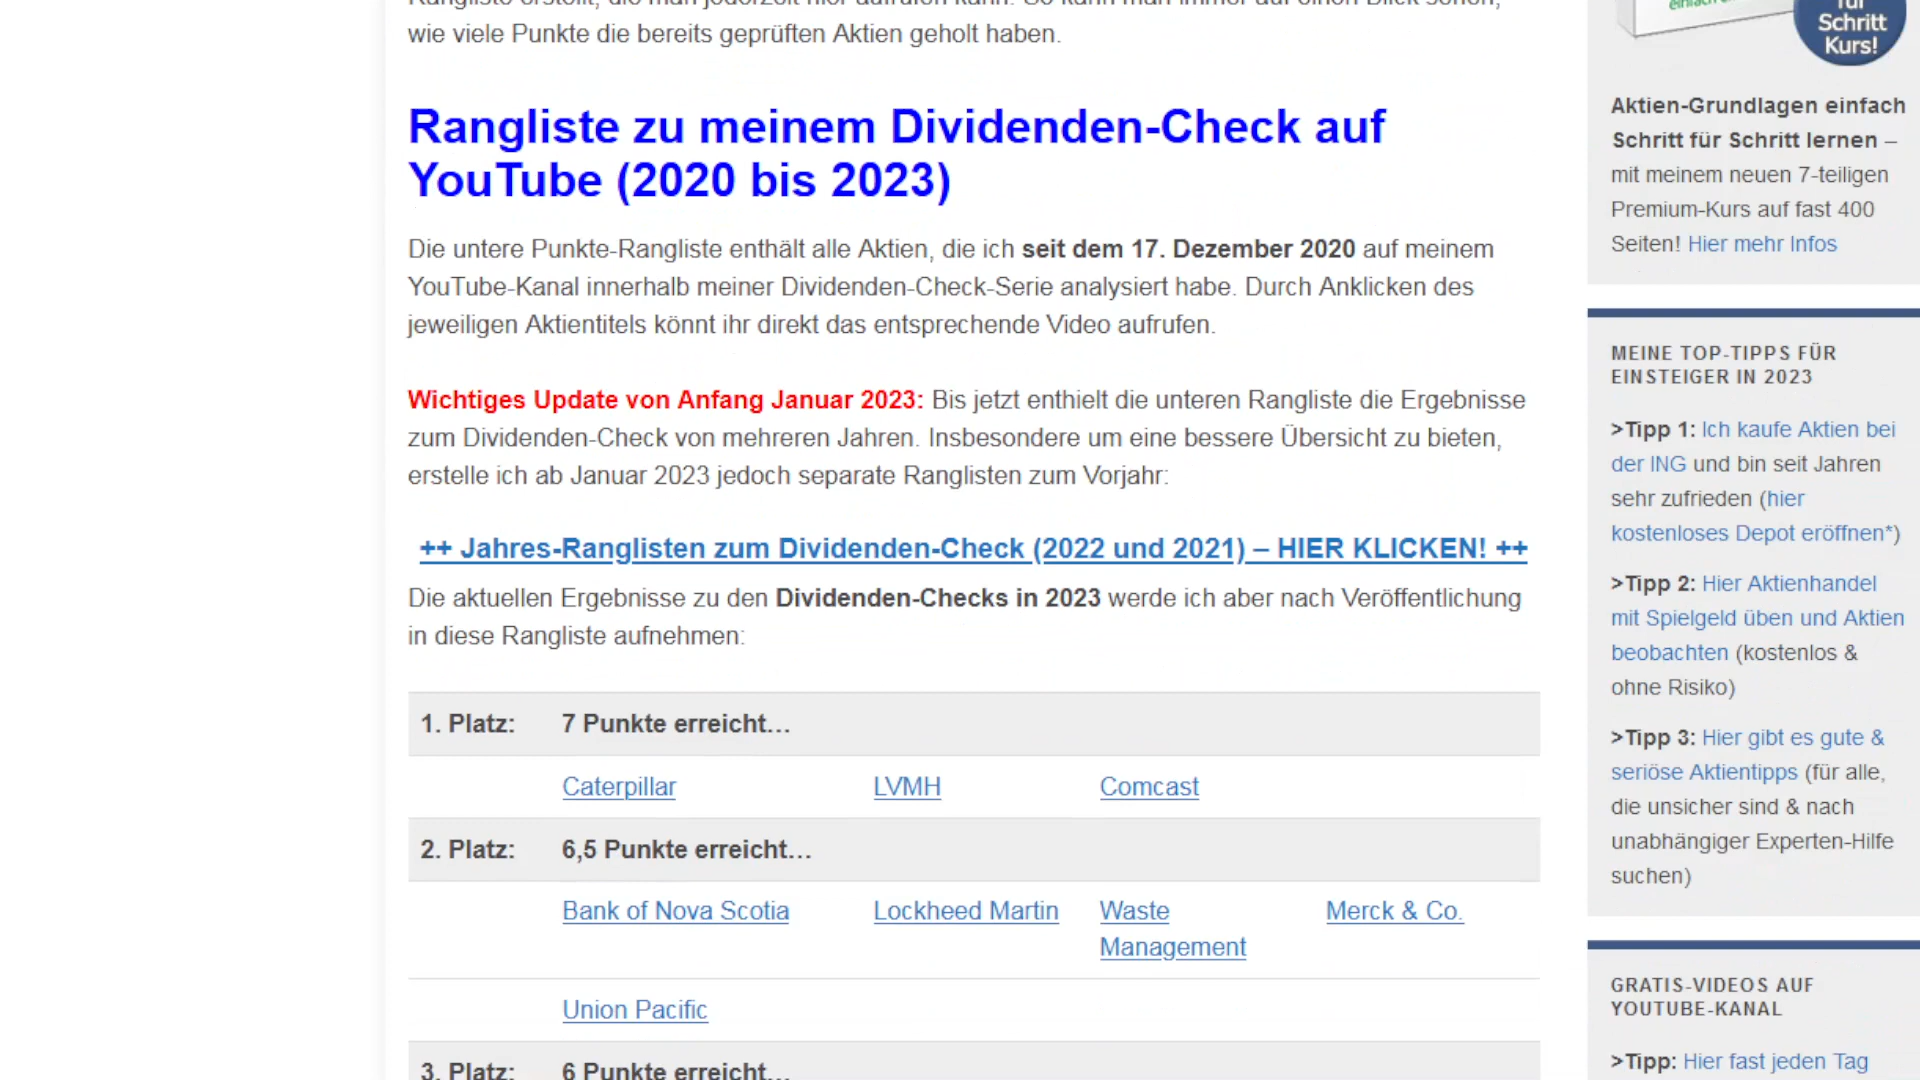 wie viele Punkte die bereits geprüften Aktien geholt haben.
Rangliste zu meinem Dividenden-Check auf
YouTube (2020 bis 2023)
Die untere Punkte-Rangliste enthält alle Aktien, die ich seit dem 17. Dezember 2020 auf meinem
YouTube-Kanal innerhalb meiner Dividenden-Check-Serie analysiert habe. Durch Anklicken des
jeweiligen Aktientitels könnt ihr direkt das entsprechende Video aufrufen.
Wichtiges Update von Anfang Januar 2023: Bis jetzt enthielt die unteren Rangliste die Ergebnisse
zum Dividenden-Check von mehreren Jahren. Insbesondere um eine bessere Übersicht zu bieten,
erstelle ich ab Januar 2023 jedoch separate Ranglisten zum Vorjahr:
++ Jahres-Ranglisten zum Dividenden-Check (2022 und 2021) – HIER KLICKEN! ++
Die aktuellen Ergebnisse zu den Dividenden-Checks in 2023 werde ich aber nach Veröffentlichung
in diese Rangliste aufnehmen:
1. Platz: 7 Punkte erreicht…
Caterpillar LVMH Comcast
2. Platz: 6,5 Punkte erreicht…
Bank of Nova Scotia Lockheed Martin Waste Merck & Co.
Management
Union Pacific
3. Platz: 6 Punkte erreicht…
für
Schritt
Kurs!
Aktien-Grundlagen einfach
Schritt für Schritt lernen –
mit meinem neuen 7-teiligen
Premium-Kurs auf fast 400
Seiten! Hier mehr Infos
MEINE TOP-TIPPS FÜR
EINSTEIGER IN 2023
>Tipp 1: Ich kaufe Aktien bei
der ING und bin seit Jahren
sehr zufrieden (hier
kostenloses Depot eröffnen*)
>Tipp 2: Hier Aktienhandel
mit Spielgeld üben und Aktien
beobachten (kostenlos &
ohne Risiko)
>Tipp 3: Hier gibt es gute &
seriöse Aktientipps (für alle,
die unsicher sind & nach
unabhängiger Experten-Hilfe
suchen)
GRATIS-VIDEOS AUF
YOUTUBE-KANAL
>Tipp: Hier fast jeden Tag